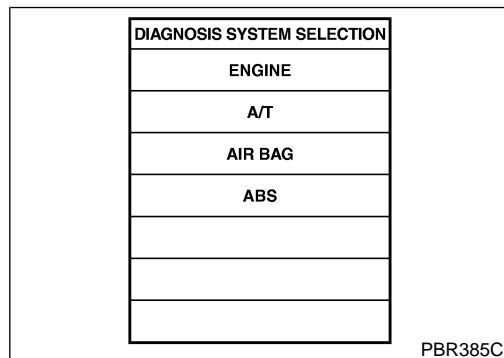 DIAGNOSIS SYSTEM SELECTION
ENGINE
A/T
AIR BAG
ABS
PBR385C